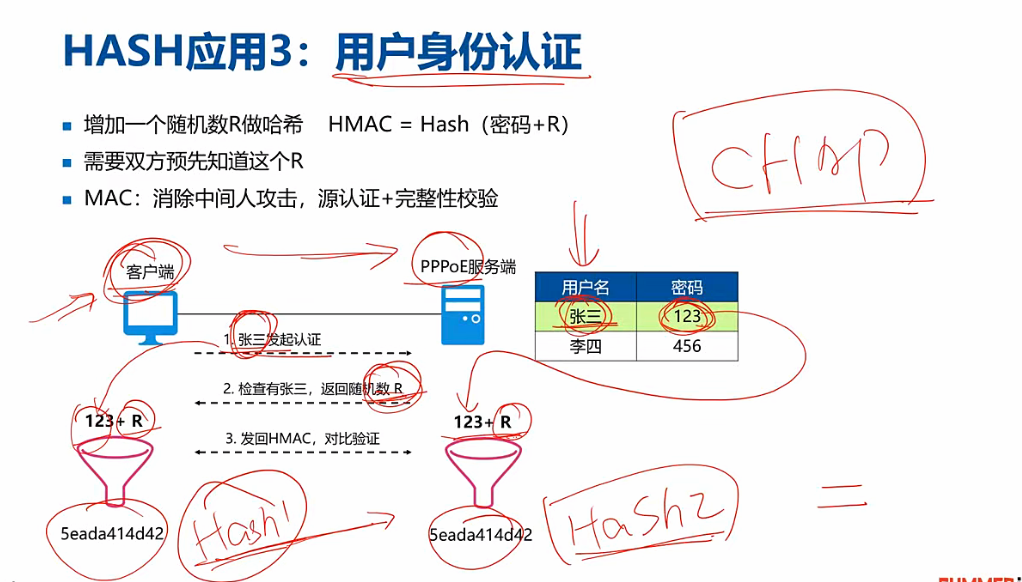 HASH应用3：用户身份认证
增加一个随机数R做哈希 HMAC = Hash（密码+R）
需要双方预先知道这个R
MAC：消除中间人攻击，源认证+完整性校验
CHAP
客户端
PPPoE服务端
用户名 密码
张三 123
李四 456
1. 张三发起认证
2. 检查有张三，返回随机数 R
123+ R
123+ R
3. 发回HMAC，对比验证
5eada414d42
Hash1
5eada414d42
HaSh2
=